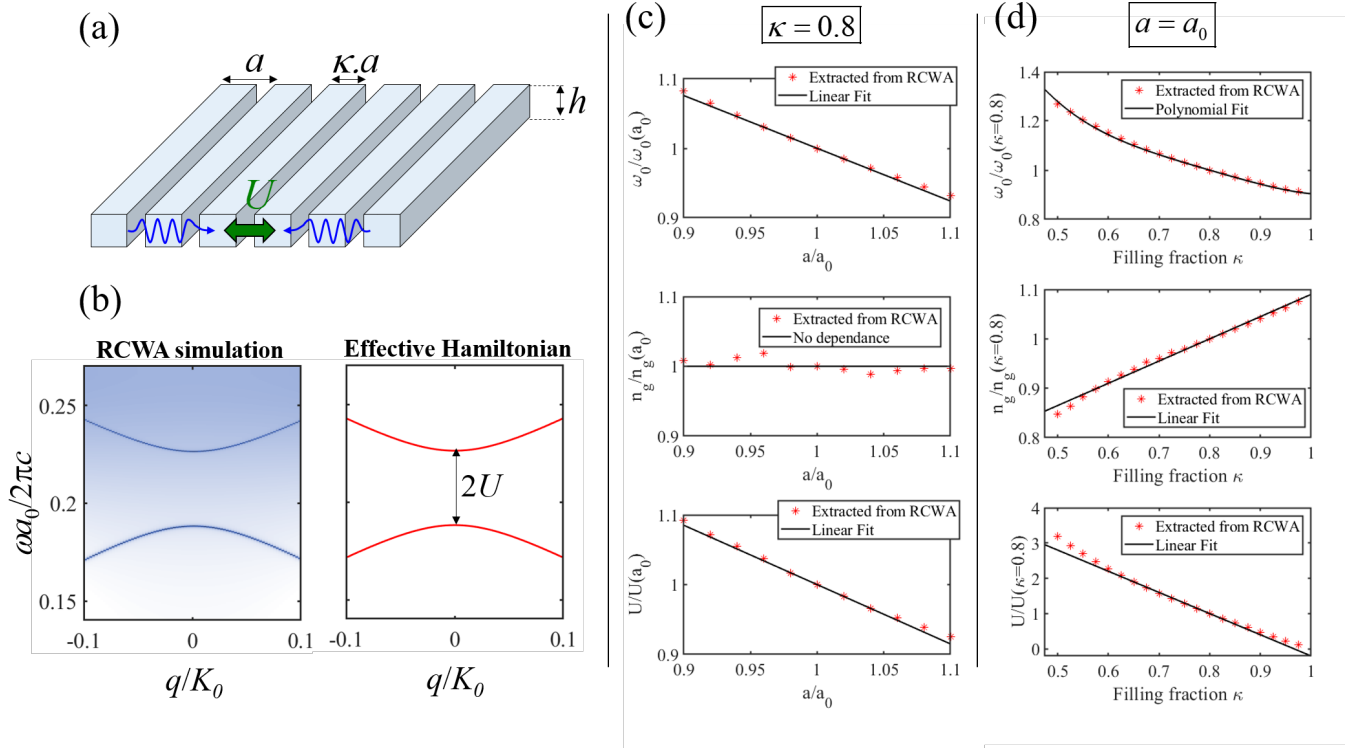 (a)
a
κ.a
h
U
(b)
RCWA simulation
Effective Hamiltonian
ωa0/2πc
0.25
0.2
0.15
2U
-0.1
0
0.1
-0.1
0
0.1
q/K0
q/K0
(c)
κ = 0.8
1.1
1
0.9
ω0/ω0(a0)
Extracted from RCWA
Linear Fit
0.9
0.95
1
1.05
1.1
a/a0
1.1
1
0.9
ng/ng(a0)
Extracted from RCWA
No dependance
0.9
0.95
1
1.05
1.1
a/a0
1.1
1
0.9
U/U(a0)
Extracted from RCWA
Linear Fit
0.9
0.95
1
1.05
1.1
a/a0
(d)
a = a0
1.4
1.2
1
0.8
ω0/ω0(κ=0.8)
Extracted from RCWA
Polynomial Fit
0.5
0.6
0.7
0.8
0.9
1
Filling fraction κ
1.1
1
0.9
0.8
ng/ng(κ=0.8)
Extracted from RCWA
Linear Fit
0.5
0.6
0.7
0.8
0.9
1
Filling fraction κ
4
3
2
1
0
U/U(κ=0.8)
Extracted from RCWA
Linear Fit
0.5
0.6
0.7
0.8
0.9
1
Filling fraction κ